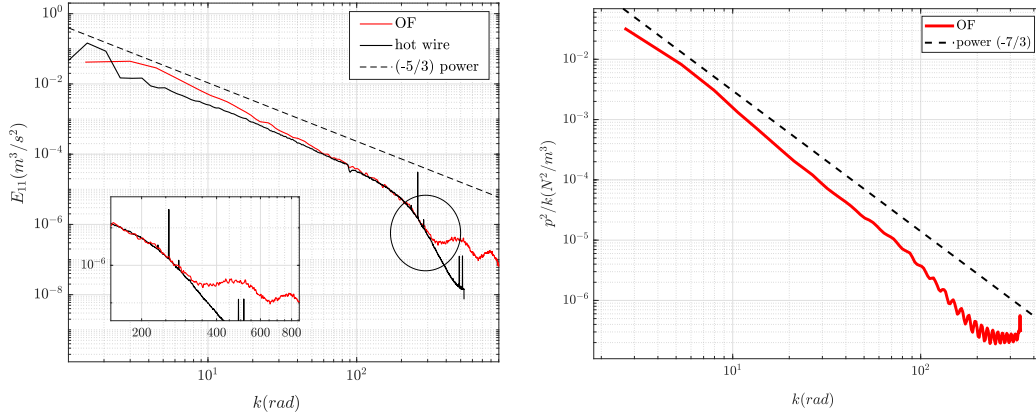 10^0
10^-2
10^-4
10^-6
10^-8
E_11(m^3/s^2)
OF
hot wire
(-5/3) power
10^-6
200
400
600
800
10^1
10^2
k(rad)
10^-2
10^-3
10^-4
10^-5
10^-6
p^2/k(N^2/m^3)
OF
power (-7/3)
10^1
10^2
k(rad)